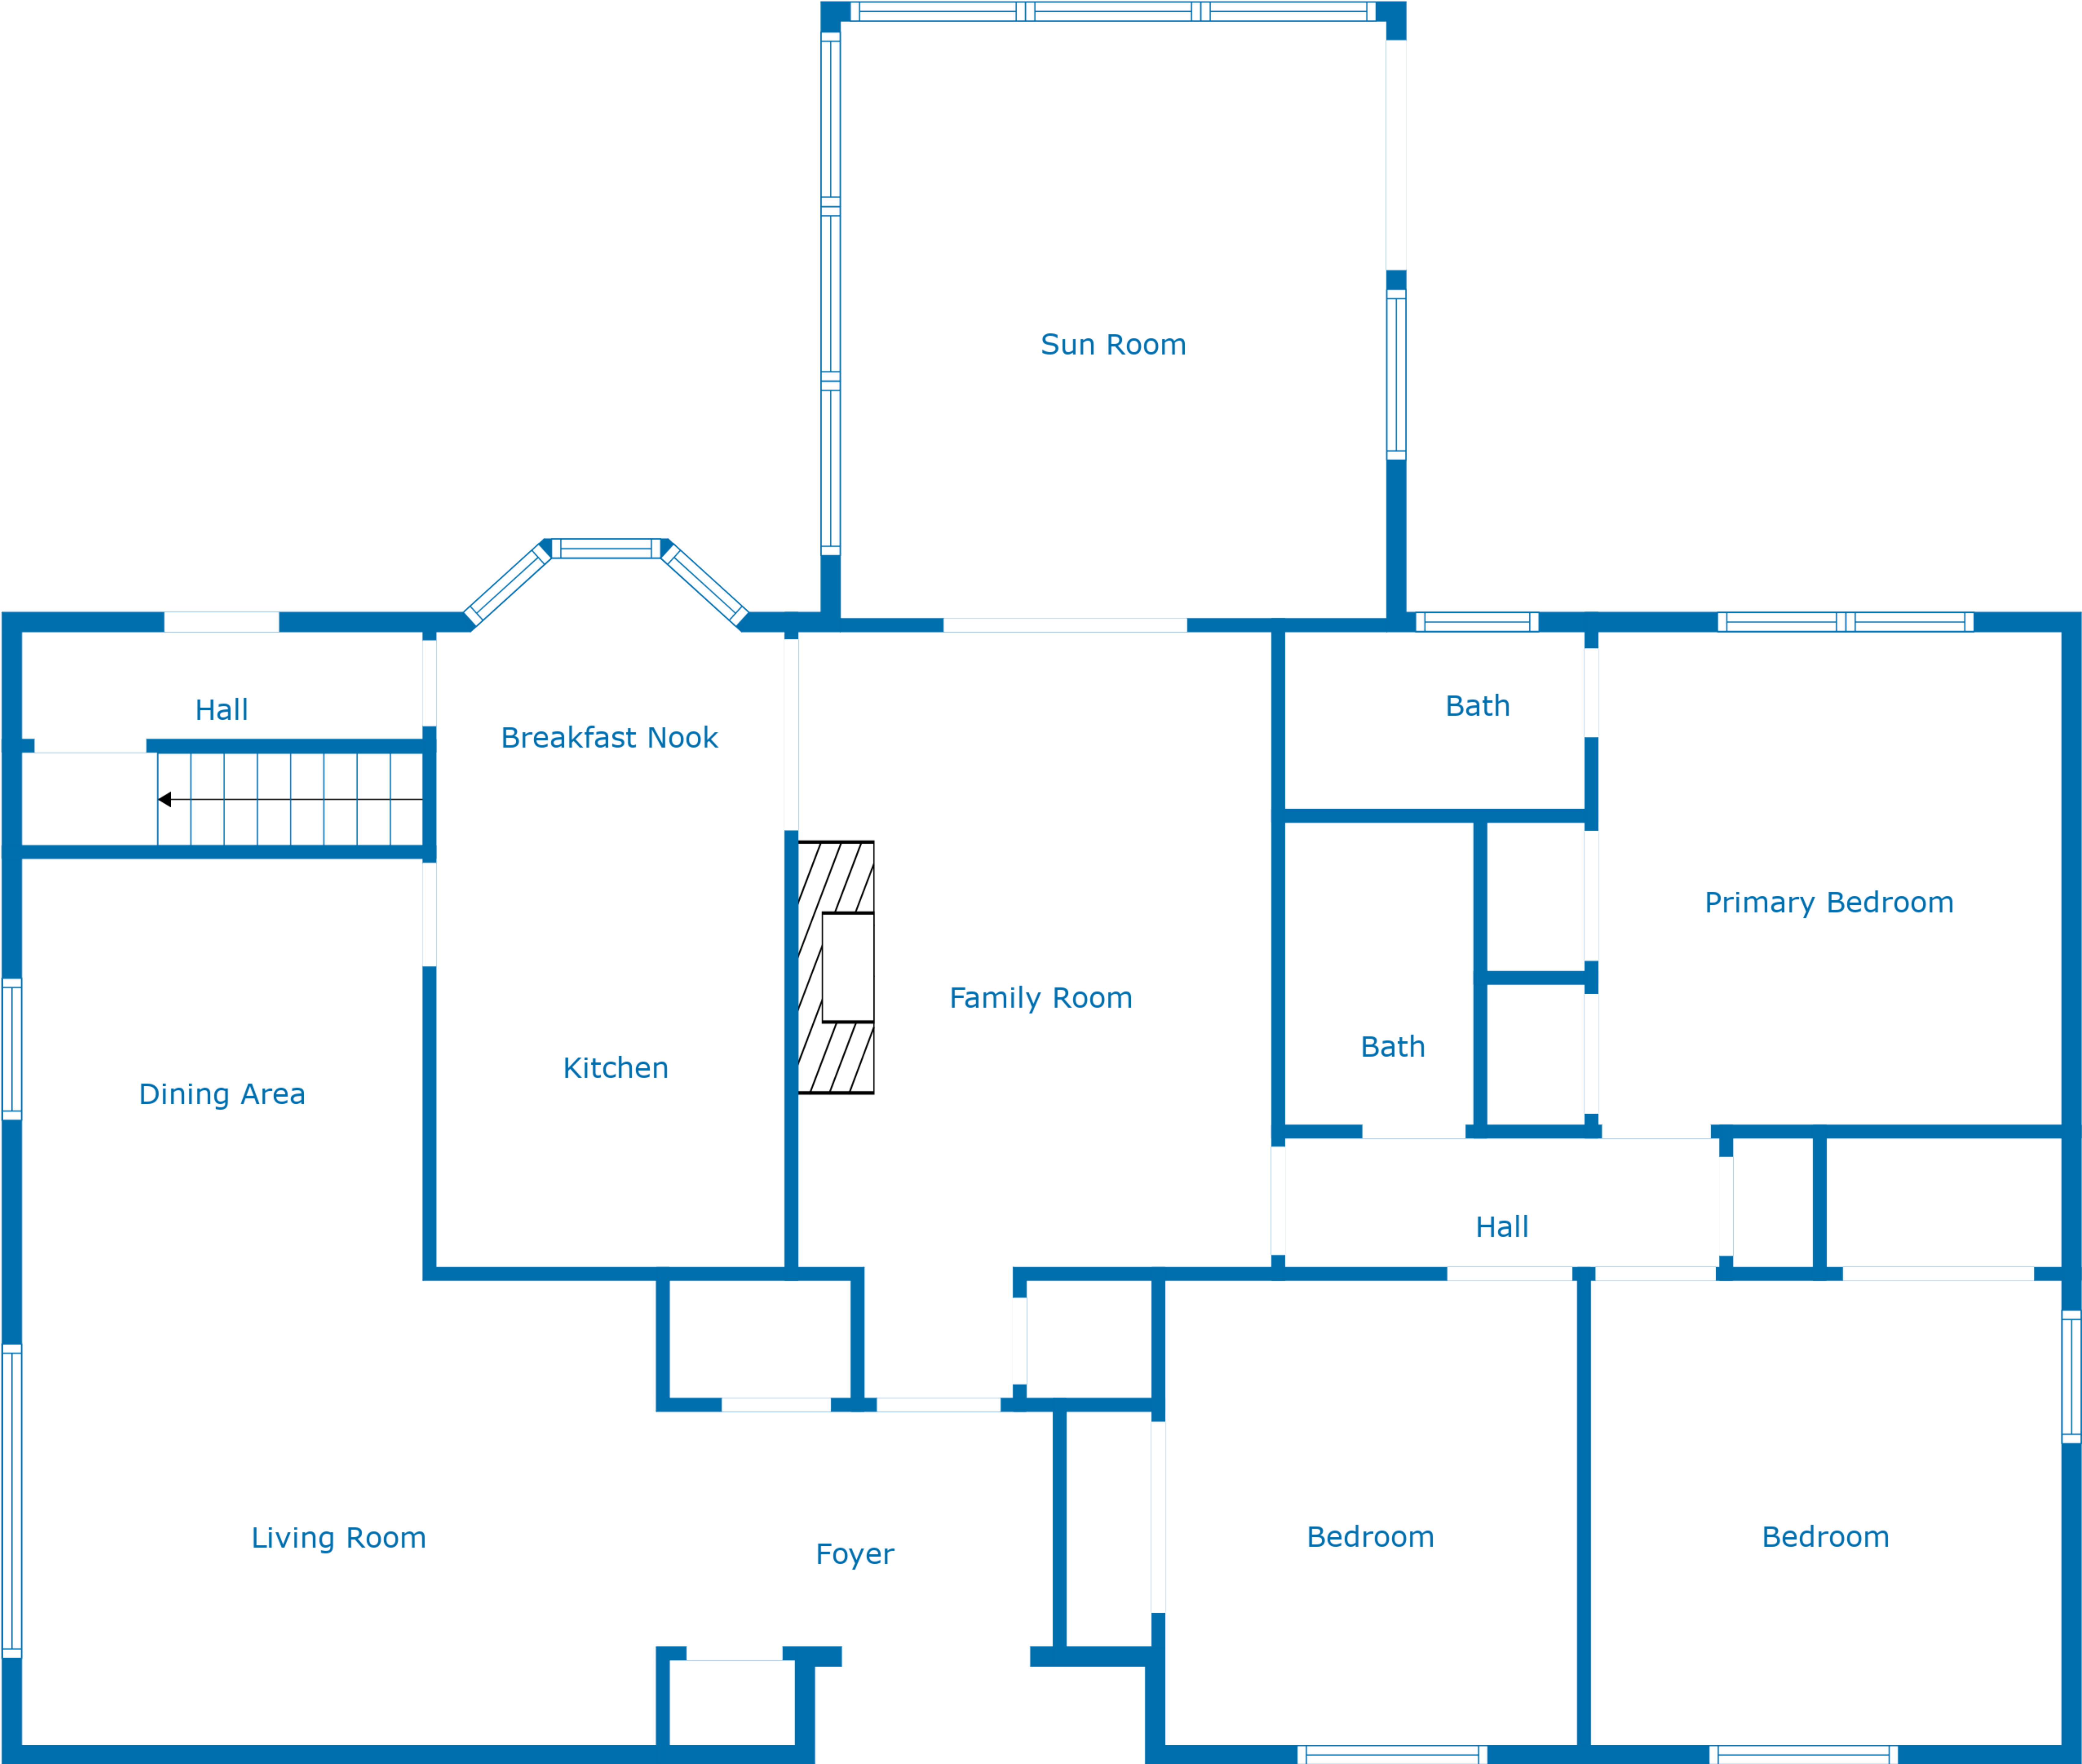 Sun Room
Hall
Breakfast Nook
Bath
Primary Bedroom
Family Room
Bath
Kitchen
Dining Area
Hall
Living Room
Foyer
Bedroom
Bedroom